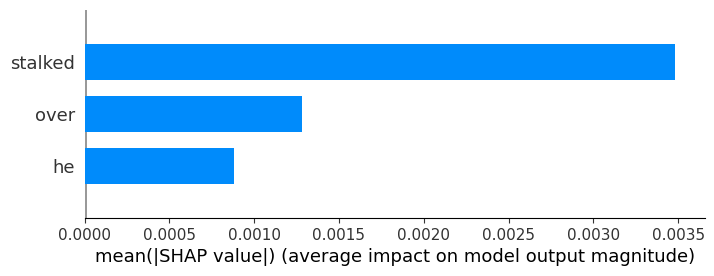 stalked
over
he
0.0000 0.0005 0.0010 0.0015 0.0020 0.0025 0.0030 0.0035
mean(|SHAP value|) (average impact on model output magnitude)